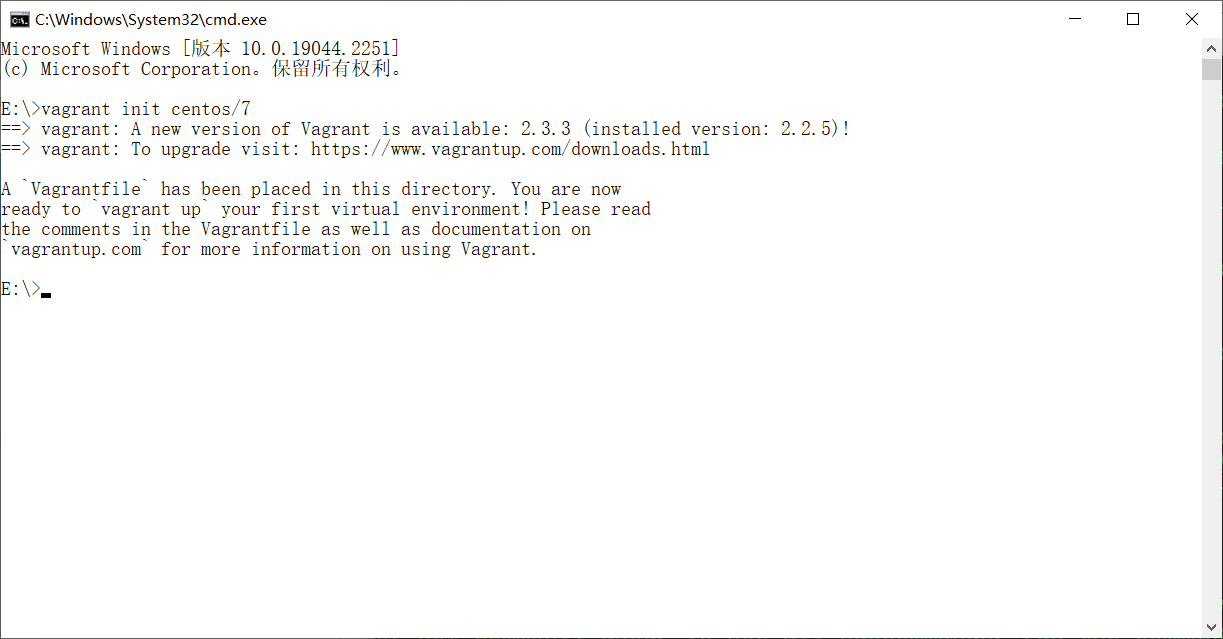 C:\Windows\System32\cmd.exe
Microsoft Windows [版本 10.0.19044.2251]
(c) Microsoft Corporation。保留所有权利。
E:\>vagrant init centos/7
==> vagrant: A new version of Vagrant is available: 2.3.3 (installed version: 2.2.5)!
==> vagrant: To upgrade visit: https://www.vagrantup.com/downloads.html
A `Vagrantfile` has been placed in this directory. You are now
ready to `vagrant up` your first virtual environment! Please read
the comments in the Vagrantfile as well as documentation on
`vagrantup.com` for more information on using Vagrant.
E:\>